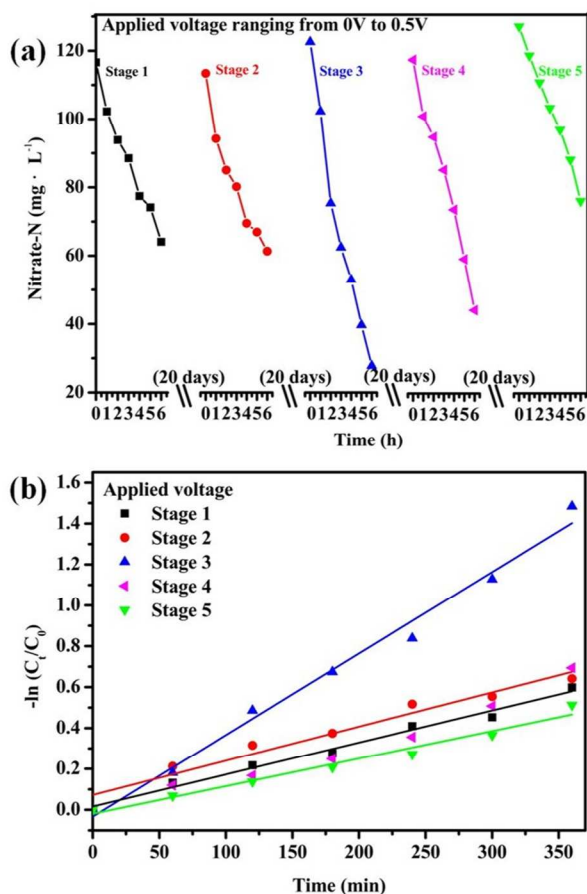 Applied voltage ranging from 0V to 0.5V
(a)
Stage 1
Stage 2
Stage 3
Stage 4
Stage 5
Nitrate-N (mg · L⁻¹)
120
100
80
60
40
20
(20 days) (20 days) (20 days) (20 days)
0123456 0123456 0123456 0123456 0123456
Time (h)
(b)
Applied voltage
Stage 1
Stage 2
Stage 3
Stage 4
Stage 5
-ln (Cₜ/C₀)
1.6
1.4
1.2
1.0
0.8
0.6
0.4
0.2
0.0
0 50 100 150 200 250 300 350
Time (min)